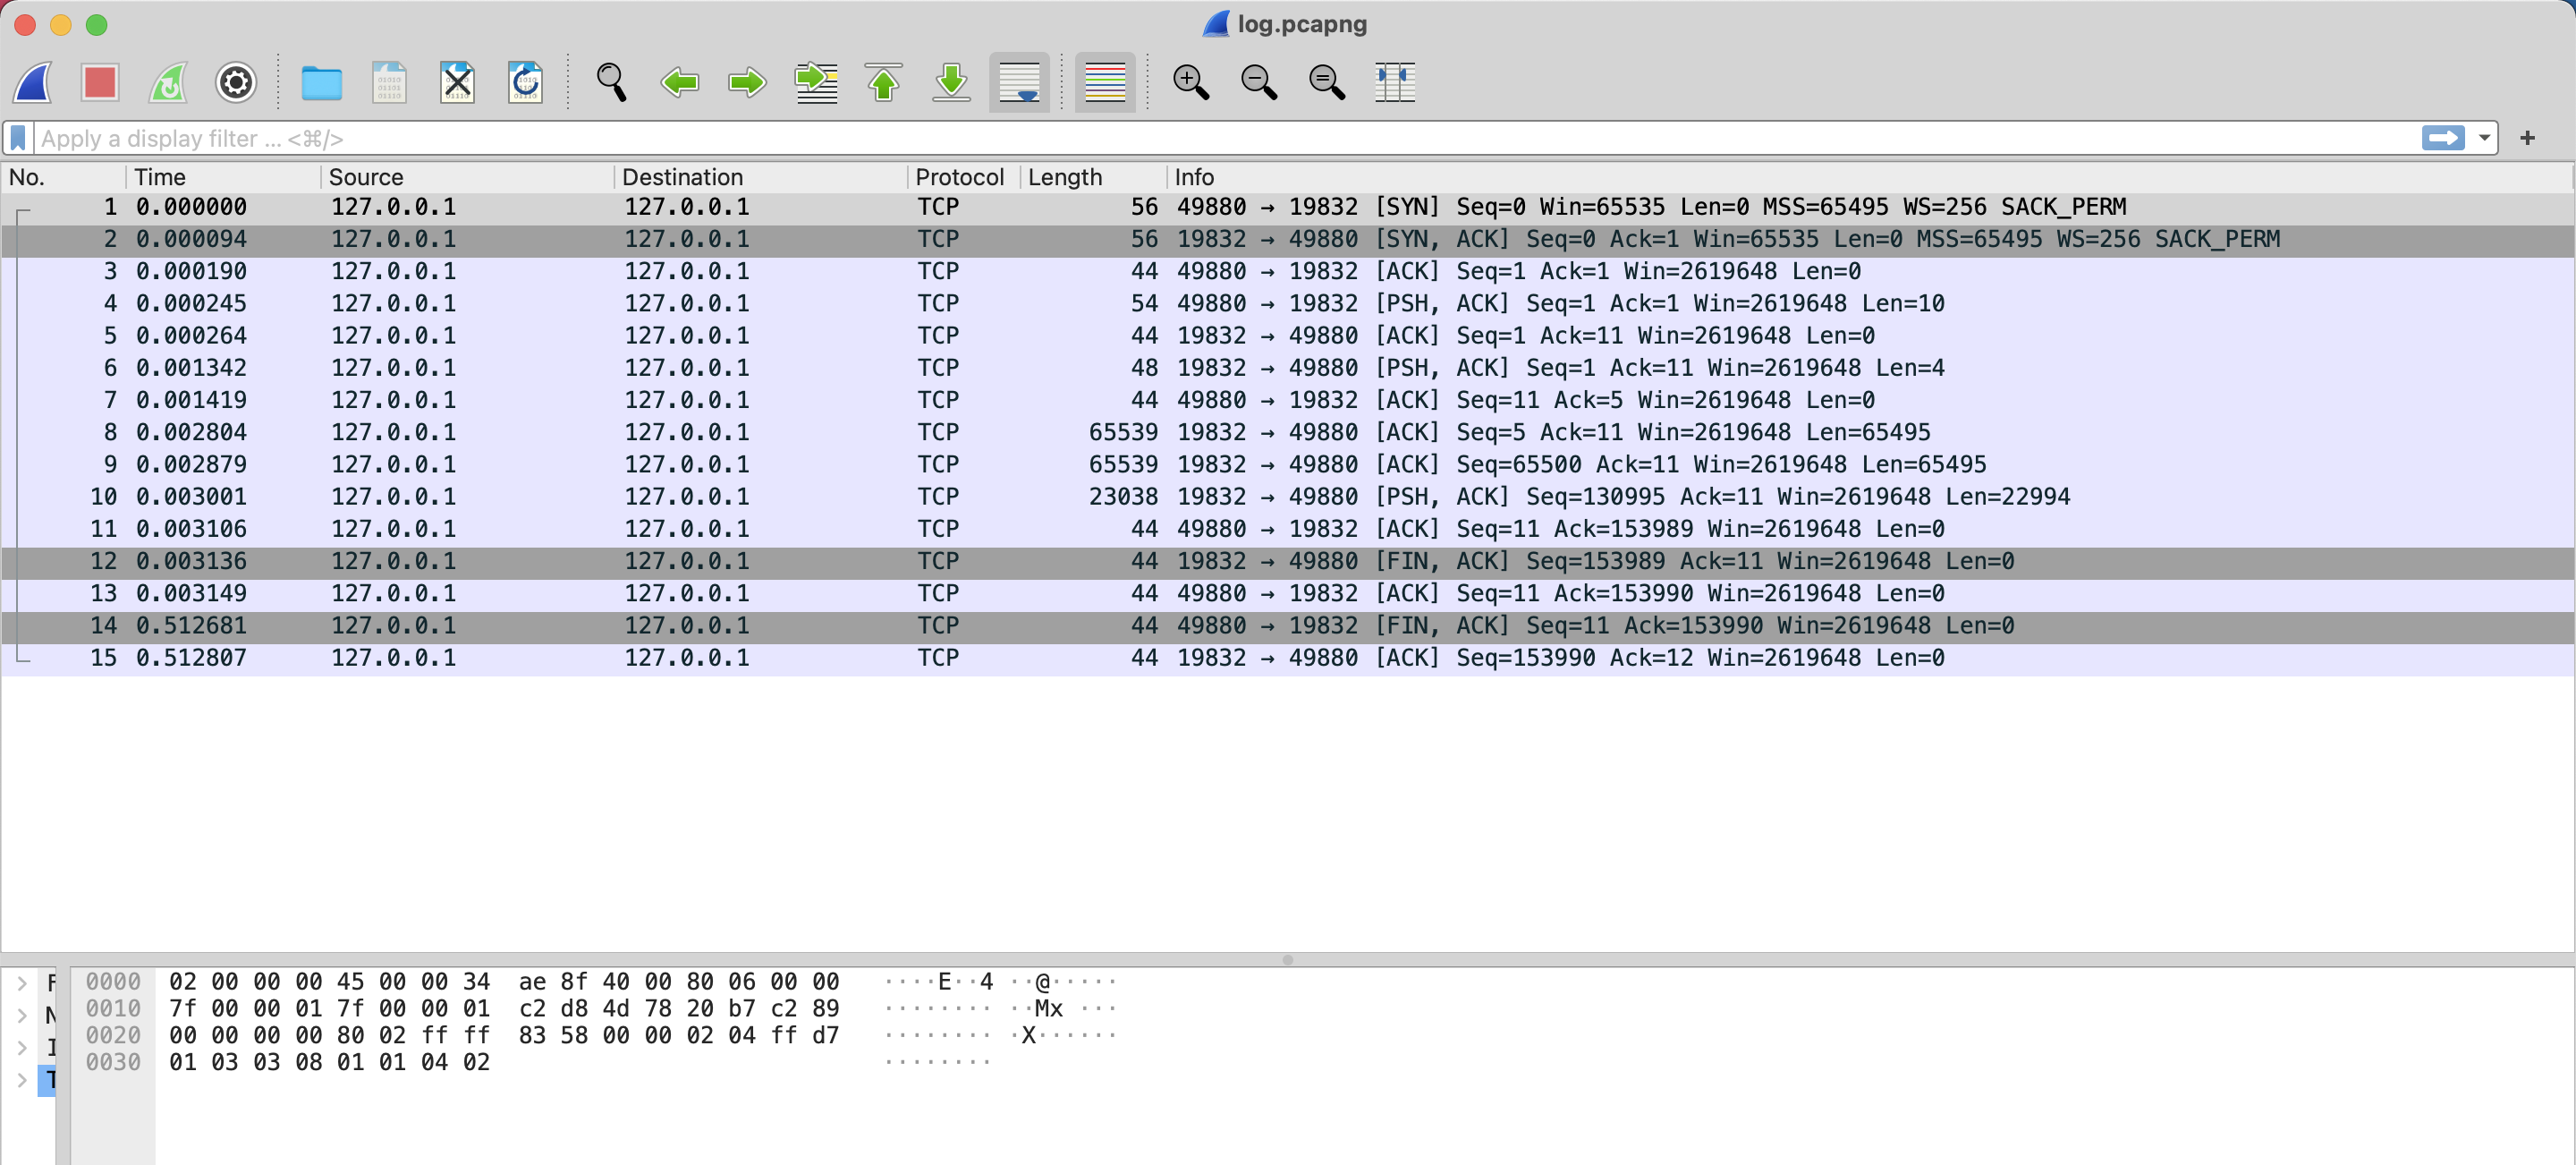 log.pcapng
Apply a display filter ... <⌘/>
+
No. Time Source Destination Protocol Length Info
1 0.000000 127.0.0.1 127.0.0.1 TCP 56 49880 → 19832 [SYN] Seq=0 Win=65535 Len=0 MSS=65495 WS=256 SACK_PERM
2 0.000094 127.0.0.1 127.0.0.1 TCP 56 19832 → 49880 [SYN, ACK] Seq=0 Ack=1 Win=65535 Len=0 MSS=65495 WS=256 SACK_PERM
3 0.000190 127.0.0.1 127.0.0.1 TCP 44 49880 → 19832 [ACK] Seq=1 Ack=1 Win=2619648 Len=0
4 0.000245 127.0.0.1 127.0.0.1 TCP 54 49880 → 19832 [PSH, ACK] Seq=1 Ack=1 Win=2619648 Len=10
5 0.000264 127.0.0.1 127.0.0.1 TCP 44 19832 → 49880 [ACK] Seq=1 Ack=11 Win=2619648 Len=0
6 0.001342 127.0.0.1 127.0.0.1 TCP 48 19832 → 49880 [PSH, ACK] Seq=1 Ack=11 Win=2619648 Len=4
7 0.001419 127.0.0.1 127.0.0.1 TCP 44 49880 → 19832 [ACK] Seq=11 Ack=5 Win=2619648 Len=0
8 0.002804 127.0.0.1 127.0.0.1 TCP 65539 19832 → 49880 [ACK] Seq=5 Ack=11 Win=2619648 Len=65495
9 0.002879 127.0.0.1 127.0.0.1 TCP 65539 19832 → 49880 [ACK] Seq=65500 Ack=11 Win=2619648 Len=65495
10 0.003001 127.0.0.1 127.0.0.1 TCP 23038 19832 → 49880 [PSH, ACK] Seq=130995 Ack=11 Win=2619648 Len=22994
11 0.003106 127.0.0.1 127.0.0.1 TCP 44 49880 → 19832 [ACK] Seq=11 Ack=153989 Win=2619648 Len=0
12 0.003136 127.0.0.1 127.0.0.1 TCP 44 19832 → 49880 [FIN, ACK] Seq=153989 Ack=11 Win=2619648 Len=0
13 0.003149 127.0.0.1 127.0.0.1 TCP 44 49880 → 19832 [ACK] Seq=11 Ack=153990 Win=2619648 Len=0
14 0.512681 127.0.0.1 127.0.0.1 TCP 44 49880 → 19832 [FIN, ACK] Seq=11 Ack=153990 Win=2619648 Len=0
15 0.512807 127.0.0.1 127.0.0.1 TCP 44 19832 → 49880 [ACK] Seq=153990 Ack=12 Win=2619648 Len=0
0000 02 00 00 00 45 00 00 34 ae 8f 40 00 80 06 00 00 ····E··4 ··@·····
0010 7f 00 00 01 7f 00 00 01 c2 d8 4d 78 20 b7 c2 89 ········ ··Mx ···
0020 00 00 00 00 80 02 ff ff 83 58 00 00 02 04 ff d7 ········ ·X······
0030 01 03 03 08 01 01 04 02 ········